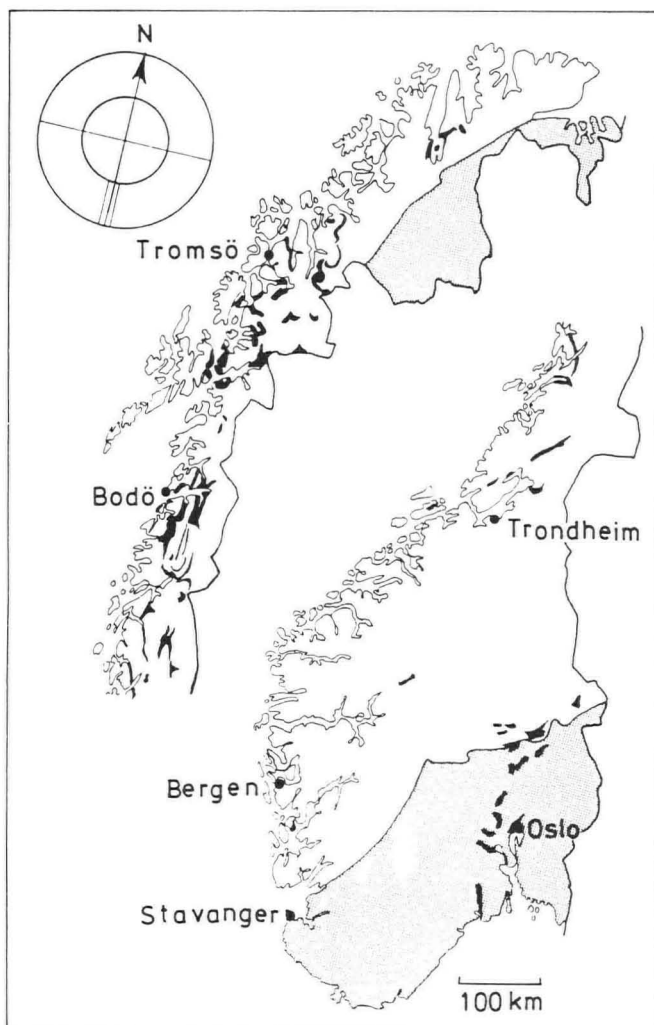 N
Tromsö
Bodö
Trondheim
Bergen
Oslo
Stavanger
100 km